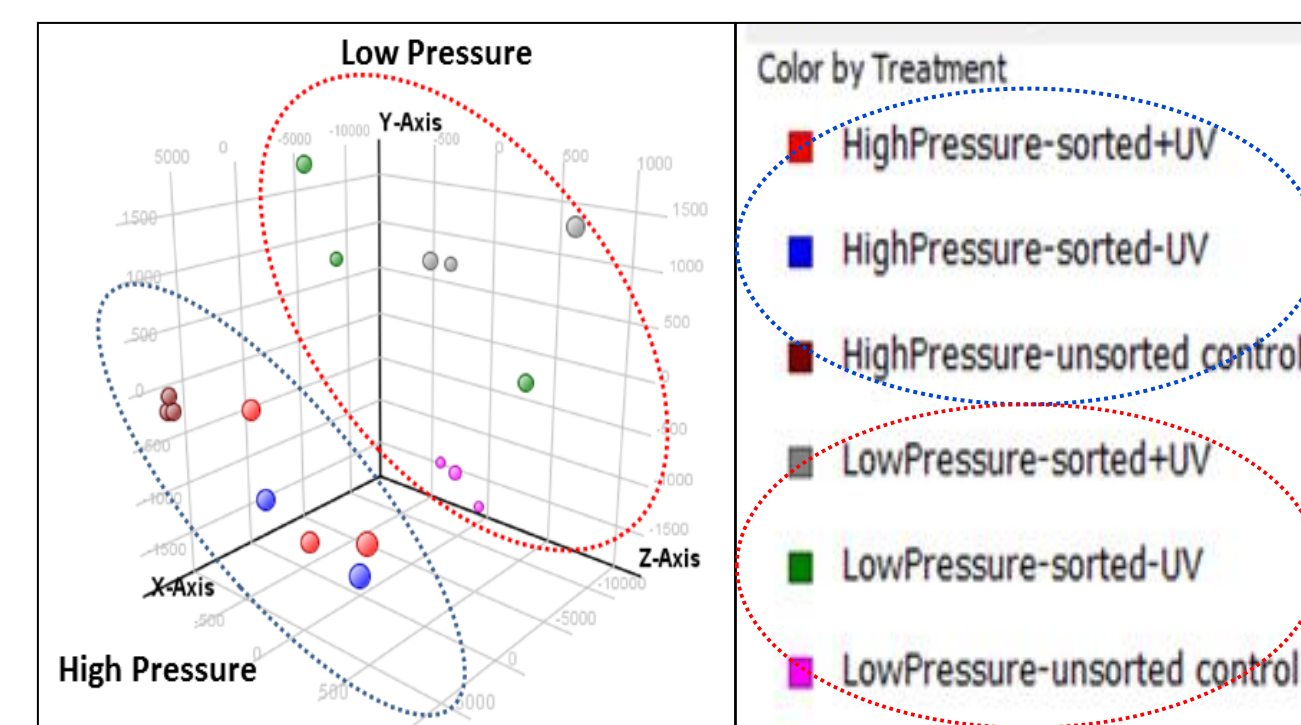 Low Pressure
Y-Axis
5000 0 -5000 -10000 -500 0 500 1000
1500 1500
1000 1000
500 500
0 0
-500 -500
-1000 -1000
-1500 -1500
X-Axis Z-Axis
-500 0 500
-10000 -5000 0 5000
High Pressure
Color by Treatment
HighPressure-sorted+UV
HighPressure-sorted-UV
HighPressure-unsorted control
LowPressure-sorted+UV
LowPressure-sorted-UV
LowPressure-unsorted control